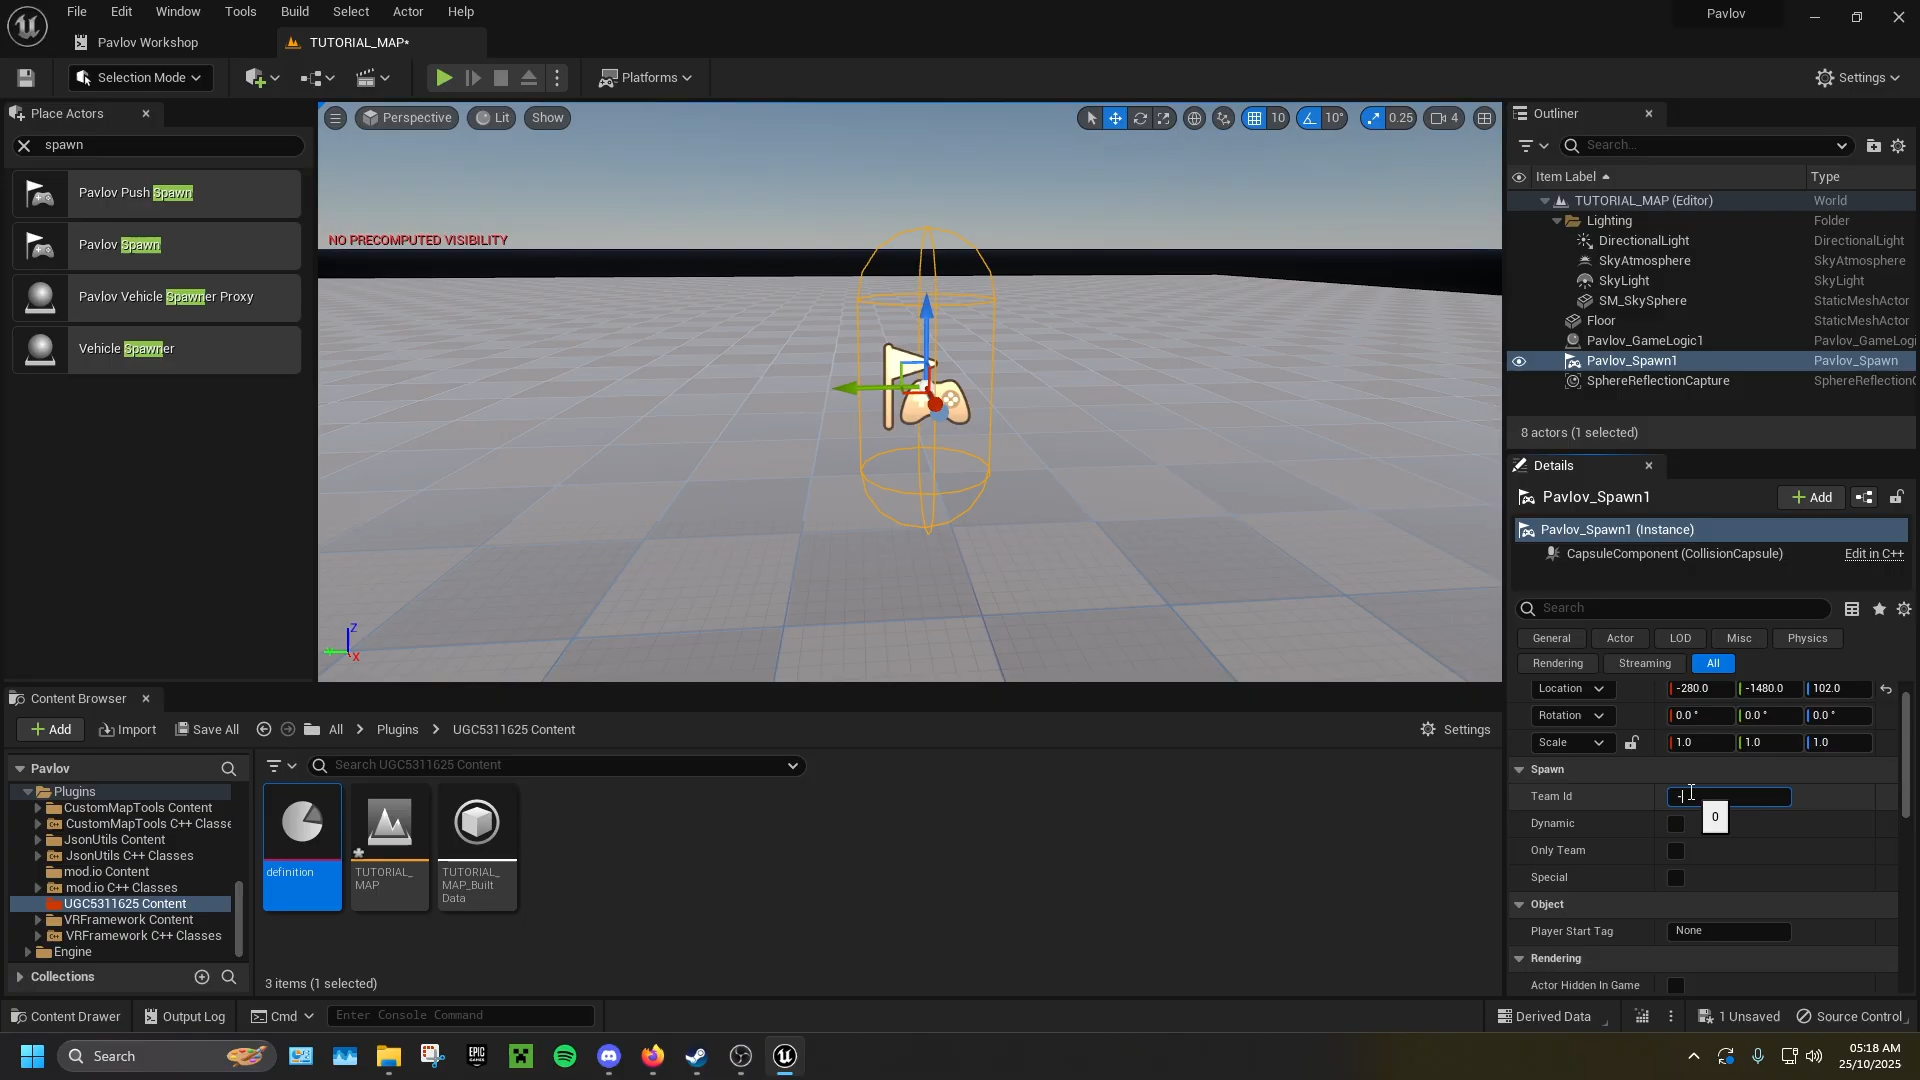 File Edit Window Tools Build Select Actor Help
Pavlov
Pavlov Workshop
TUTORIAL_MAP*
Selection Mode
Platforms
Settings
Place Actors
spawn
Pavlov Push Spawn
Pavlov Spawn
Pavlov Vehicle Spawner Proxy
Vehicle Spawner
Perspective
Lit
Show
10
10°
0.25
4
NO PRECOMPUTED VISIBILITY
Z
X
Outliner
Search...
Item Label
Type
TUTORIAL_MAP (Editor) World
Lighting Folder
DirectionalLight DirectionalLight
SkyAtmosphere SkyAtmosphere
SkyLight SkyLight
SM_SkySphere StaticMeshActor
Floor StaticMeshActor
Pavlov_GameLogic1 Pavlov_GameLogi
Pavlov_Spawn1 Pavlov_Spawn
SphereReflectionCapture SphereReflectionC
8 actors (1 selected)
Details
Pavlov_Spawn1
Add
Pavlov_Spawn1 (Instance)
CapsuleComponent (CollisionCapsule) Edit in C++
Search
General Actor LOD Misc Physics
Rendering Streaming All
Location -280.0 -1480.0 102.0
Rotation 0.0 ° 0.0 ° 0.0 °
Scale 1.0 1.0 1.0
Spawn
Team Id -
0
Dynamic
Only Team
Special
Object
Player Start Tag None
Rendering
Actor Hidden In Game
Content Browser
Add Import Save All All Plugins UGC5311625 Content Settings
Pavlov
Plugins
CustomMapTools Content
CustomMapTools C++ Classe
JsonUtils Content
JsonUtils C++ Classes
mod.io Content
mod.io C++ Classes
UGC5311625 Content
VRFramework Content
VRFramework C++ Classes
Engine
Collections
Search UGC5311625 Content
definition
TUTORIAL_
MAP
TUTORIAL_
MAP_Built
Data
3 items (1 selected)
Content Drawer Output Log Cmd Enter Console Command
Derived Data 1 Unsaved Source Control
Search
EPIC
GAMES
05:18 AM
25/10/2025